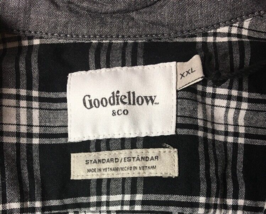 Goodfellow
& CO
XXL
STANDARD/ESTÁNDAR
MADE IN VIETNAM/HECHO EN VIETNAM